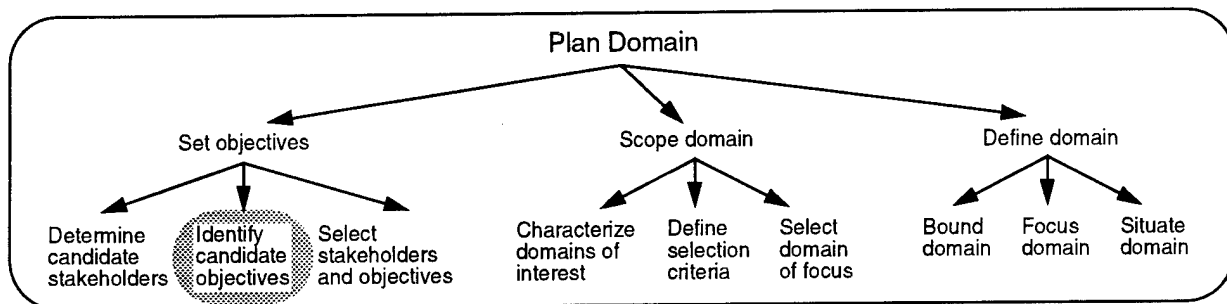 Plan Domain
Set objectives
Scope domain
Define domain
Determine
candidate
stakeholders
Identify
candidate
objectives
Select
stakeholders
and objectives
Characterize
domains of
interest
Define
selection
criteria
Select
domain
of focus
Bound
domain
Focus
domain
Situate
domain